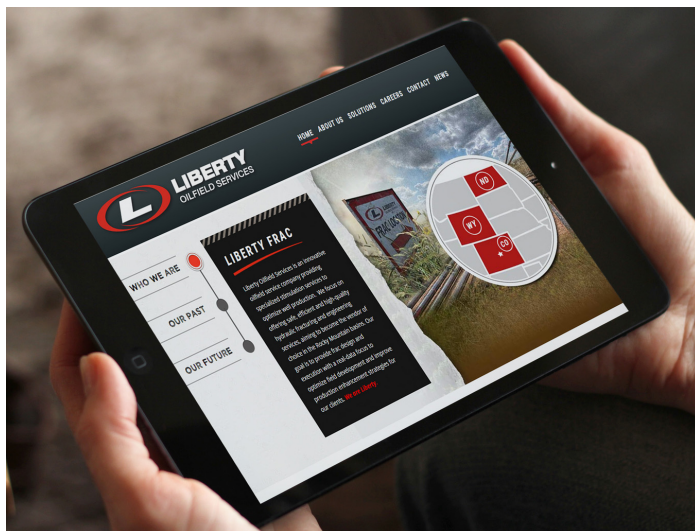 HOME ABOUT US SOLUTIONS CAREERS CONTACT NEWS
L LIBERTY
OILFIELD SERVICES
WHO WE ARE
OUR PAST
OUR FUTURE
LIBERTY FRAC
Liberty Oilfield Services is an innovative
oilfield service company providing
specialized stimulation services to
optimize well production. We focus on
offering safe, efficient and high-quality
hydraulic fracturing and engineering
services, aiming to become the vendor of
choice in the Rocky Mountain basins. Our
goal is to provide frac design and
execution with a real-data focus to
optimize field development and improve
production enhancement strategies for
our clients. We are Liberty
L LIBERTY
FRAC LOCATION
ND
WY
CO